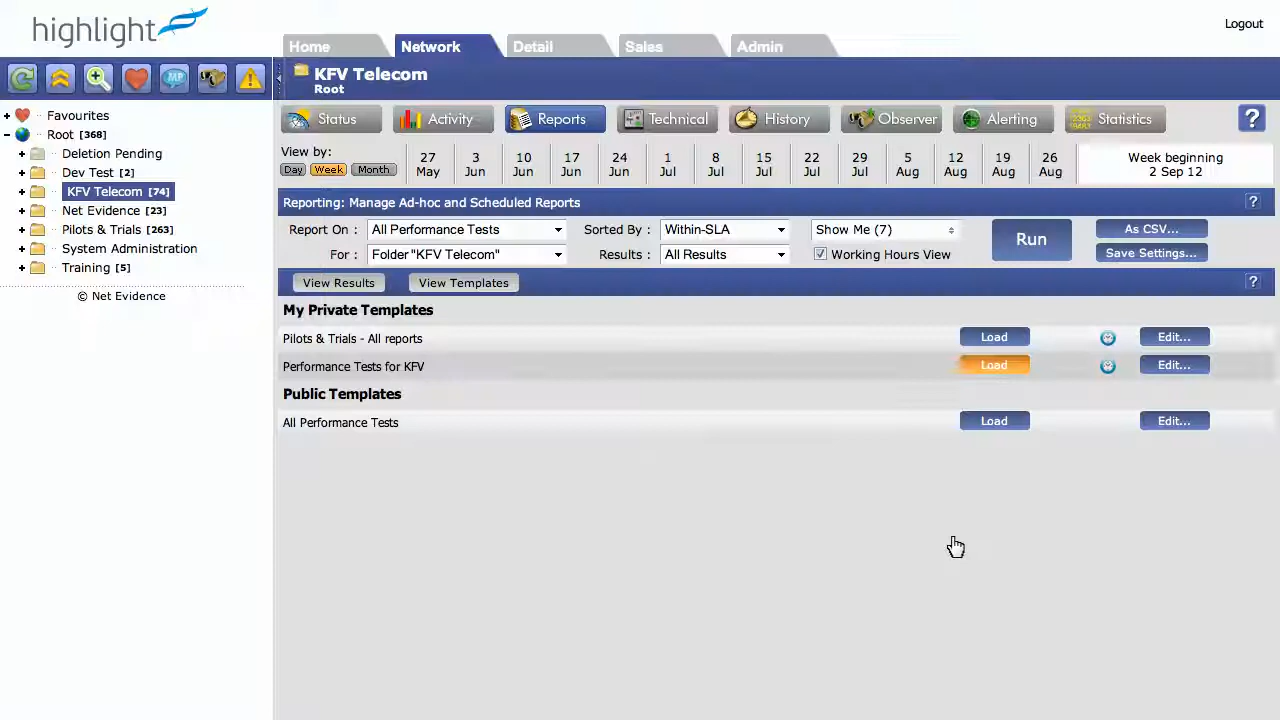 highlight
Logout
Home
Network
Detail
Sales
Admin
MP
KFV Telecom
Root
Status
Activity
Reports
Technical
History
Observer
Alerting
Statistics
?
View by:
Day
Week
Month
27 May
3 Jun
10 Jun
17 Jun
24 Jun
1 Jul
8 Jul
15 Jul
22 Jul
29 Jul
5 Aug
12 Aug
19 Aug
26 Aug
Week beginning
2 Sep 12
Favourites
Root [368]
Deletion Pending
Dev Test [2]
KFV Telecom [74]
Net Evidence [23]
Pilots & Trials [263]
System Administration
Training [5]
© Net Evidence
Reporting: Manage Ad-hoc and Scheduled Reports
?
Report On :
All Performance Tests
Sorted By :
Within-SLA
Show Me (7)
Run
As CSV...
For :
Folder "KFV Telecom"
Results :
All Results
Working Hours View
Save Settings...
View Results
View Templates
?
My Private Templates
Pilots & Trials - All reports
Load
Edit...
Performance Tests for KFV
Load
Edit...
Public Templates
All Performance Tests
Load
Edit...